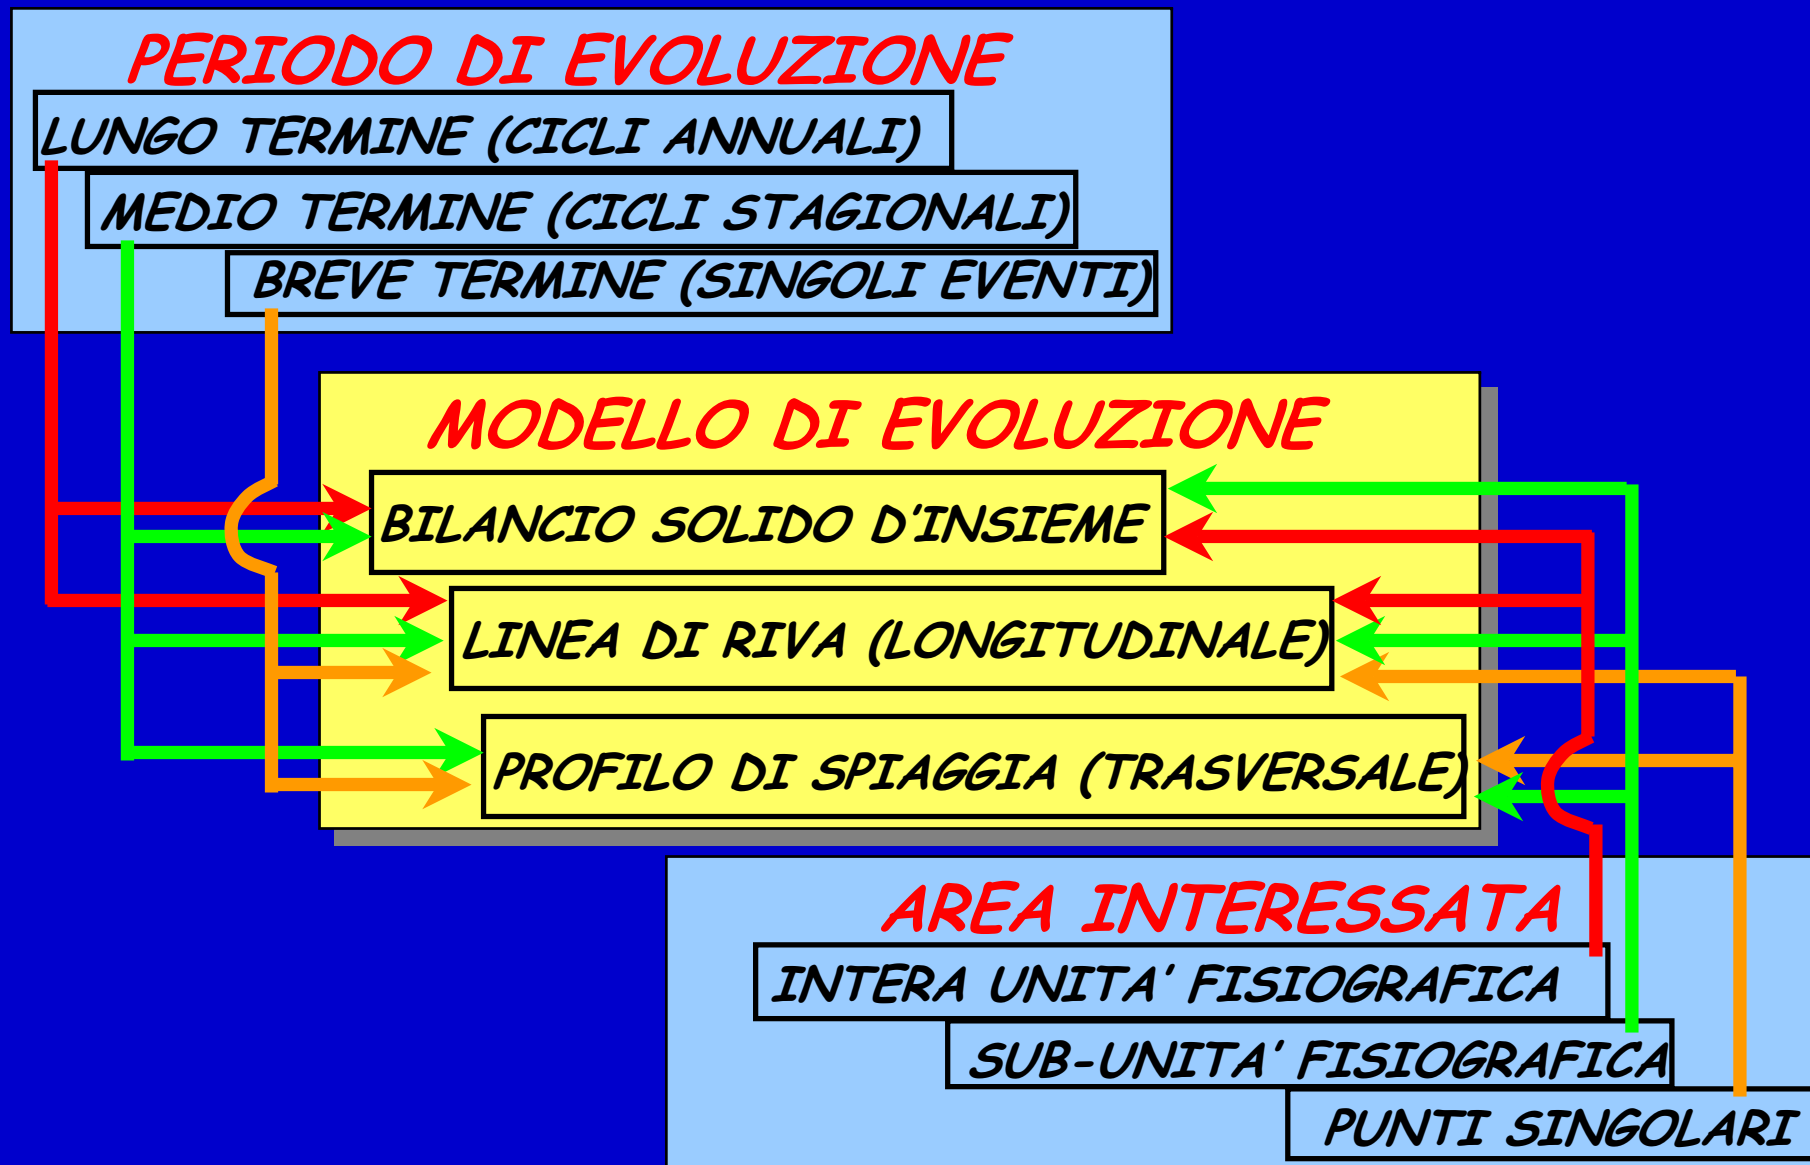 PERIODO DI EVOLUZIONE
LUNGO TERMINE (CICLI ANNUALI)
MEDIO TERMINE (CICLI STAGIONALI)
BREVE TERMINE (SINGOLI EVENTI)
MODELLO DI EVOLUZIONE
BILANCIO SOLIDO D'INSIEME
LINEA DI RIVA (LONGITUDINALE)
PROFILO DI SPIAGGIA (TRASVERSALE)
AREA INTERESSATA
INTERA UNITA' FISIOGRAFICA
SUB-UNITA' FISIOGRAFICA
PUNTI SINGOLARI